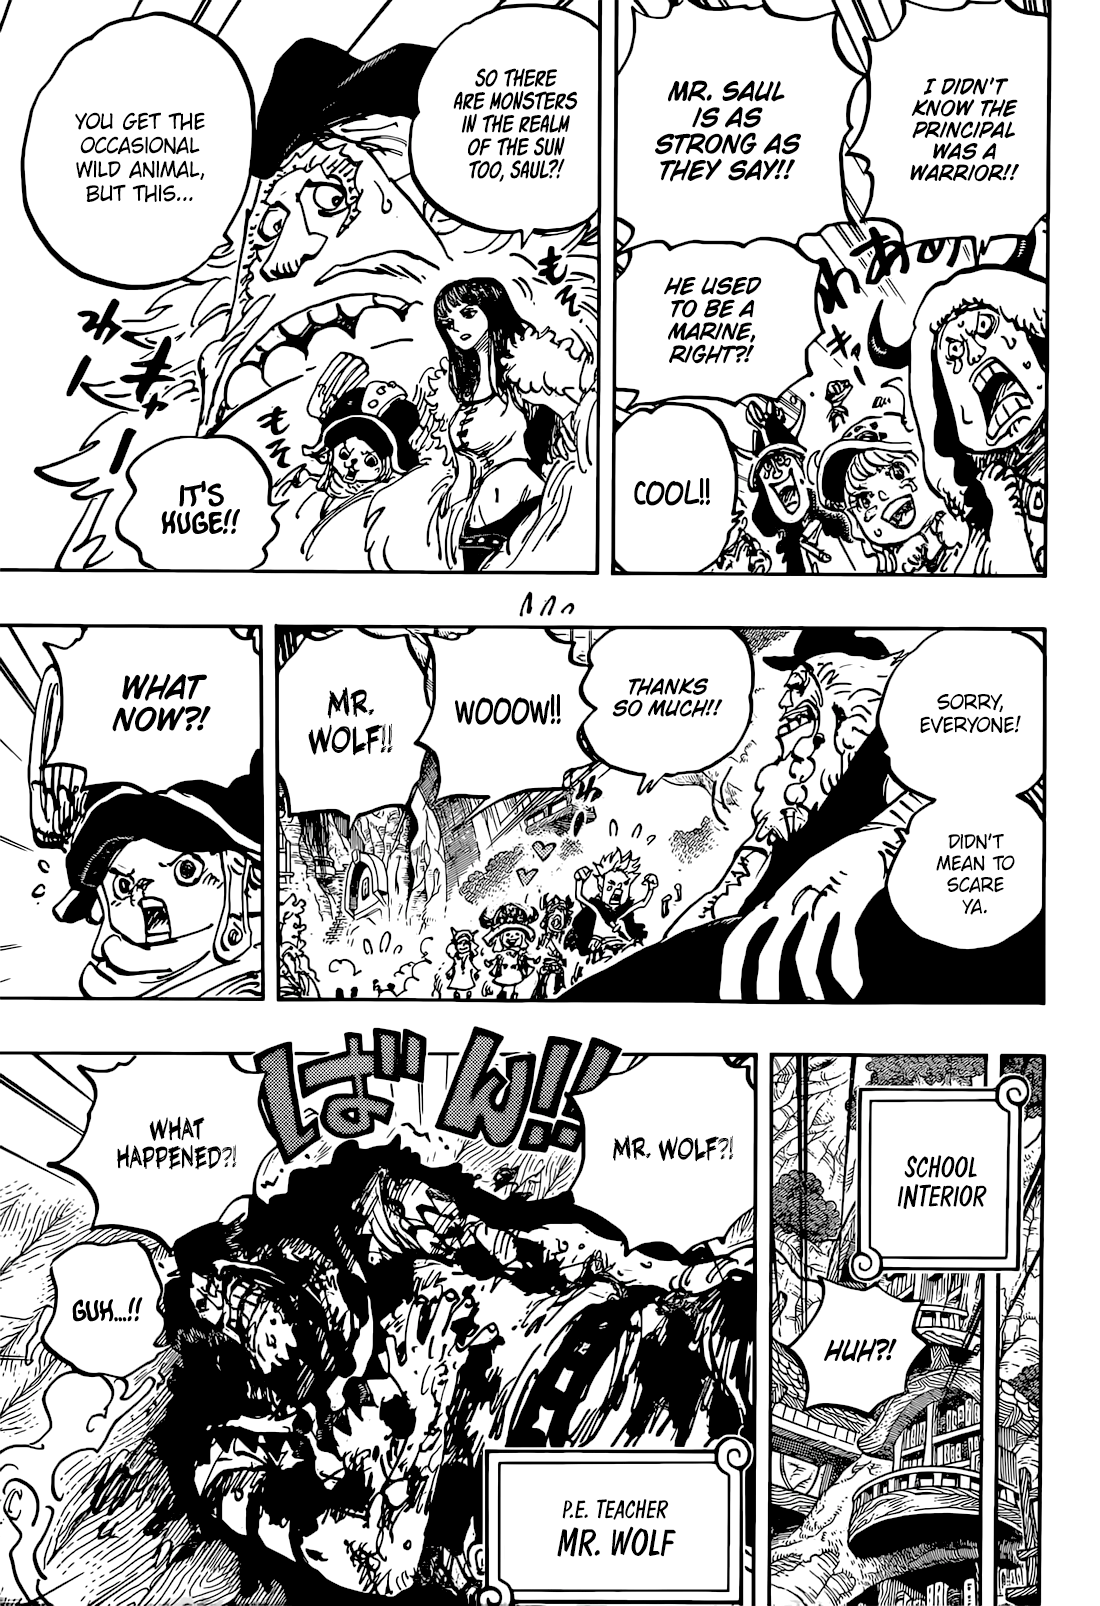 I DIDN'T
KNOW THE
PRINCIPAL
WAS A
WARRIOR!!
MR. SAUL
IS AS
STRONG AS
THEY SAY!!
HE USED
TO BE A
MARINE,
RIGHT?!
COOL!!
SO THERE
ARE MONSTERS
IN THE REALM
OF THE SUN
TOO, SAUL?!
YOU GET THE
OCCASIONAL
WILD ANIMAL,
BUT THIS...
IT'S
HUGE!!
SORRY,
EVERYONE!
DIDN'T
MEAN TO
SCARE
YA.
THANKS
SO MUCH!!
WOOOW!!
MR.
WOLF!!
WHAT
NOW?!
SCHOOL
INTERIOR
HUH?!
ばん!!
MR. WOLF?!
WHAT
HAPPENED?!
GUH...!!
P.E. TEACHER
MR. WOLF